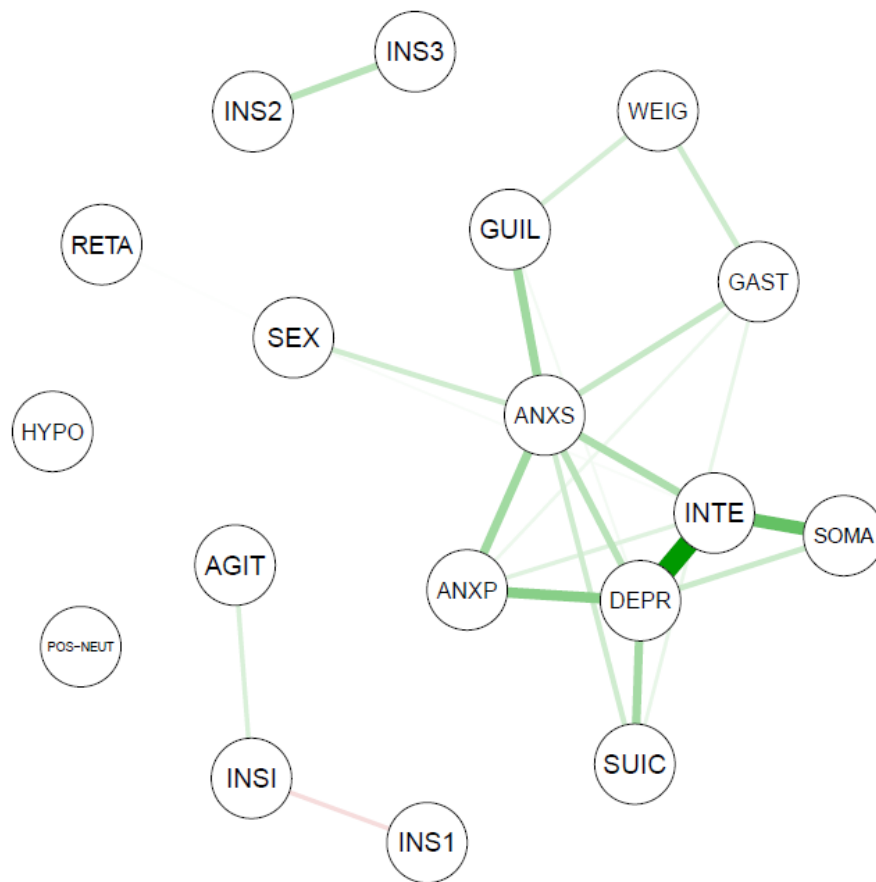 INS3
INS2
WEIG
GUIL
RETA
GAST
SEX
ANXS
HYPO
INTE
SOMA
AGIT
ANXP
DEPR
POS-NEUT
SUIC
INSI
INS1